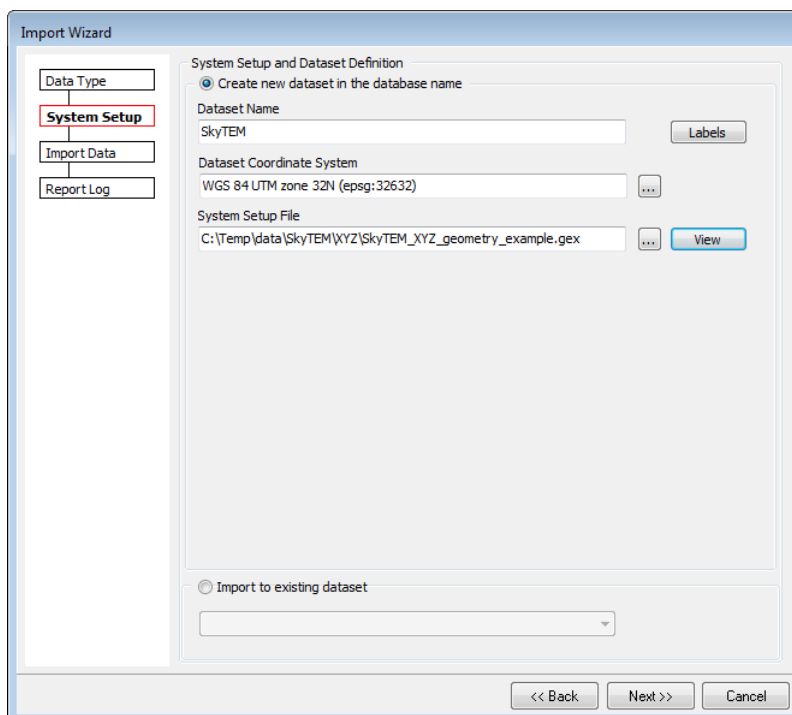 Import Wizard
Data Type
System Setup
Import Data
Report Log
System Setup and Dataset Definition
Create new dataset in the database name
Dataset Name
SkyTEM
Labels
Dataset Coordinate System
WGS 84 UTM zone 32N (epsg:32632)
...
System Setup File
C:\Temp\data\SkyTEM\XYZ\SkyTEM_XYZ_geometry_example.gex
...
View
Import to existing dataset
<< Back
Next >>
Cancel